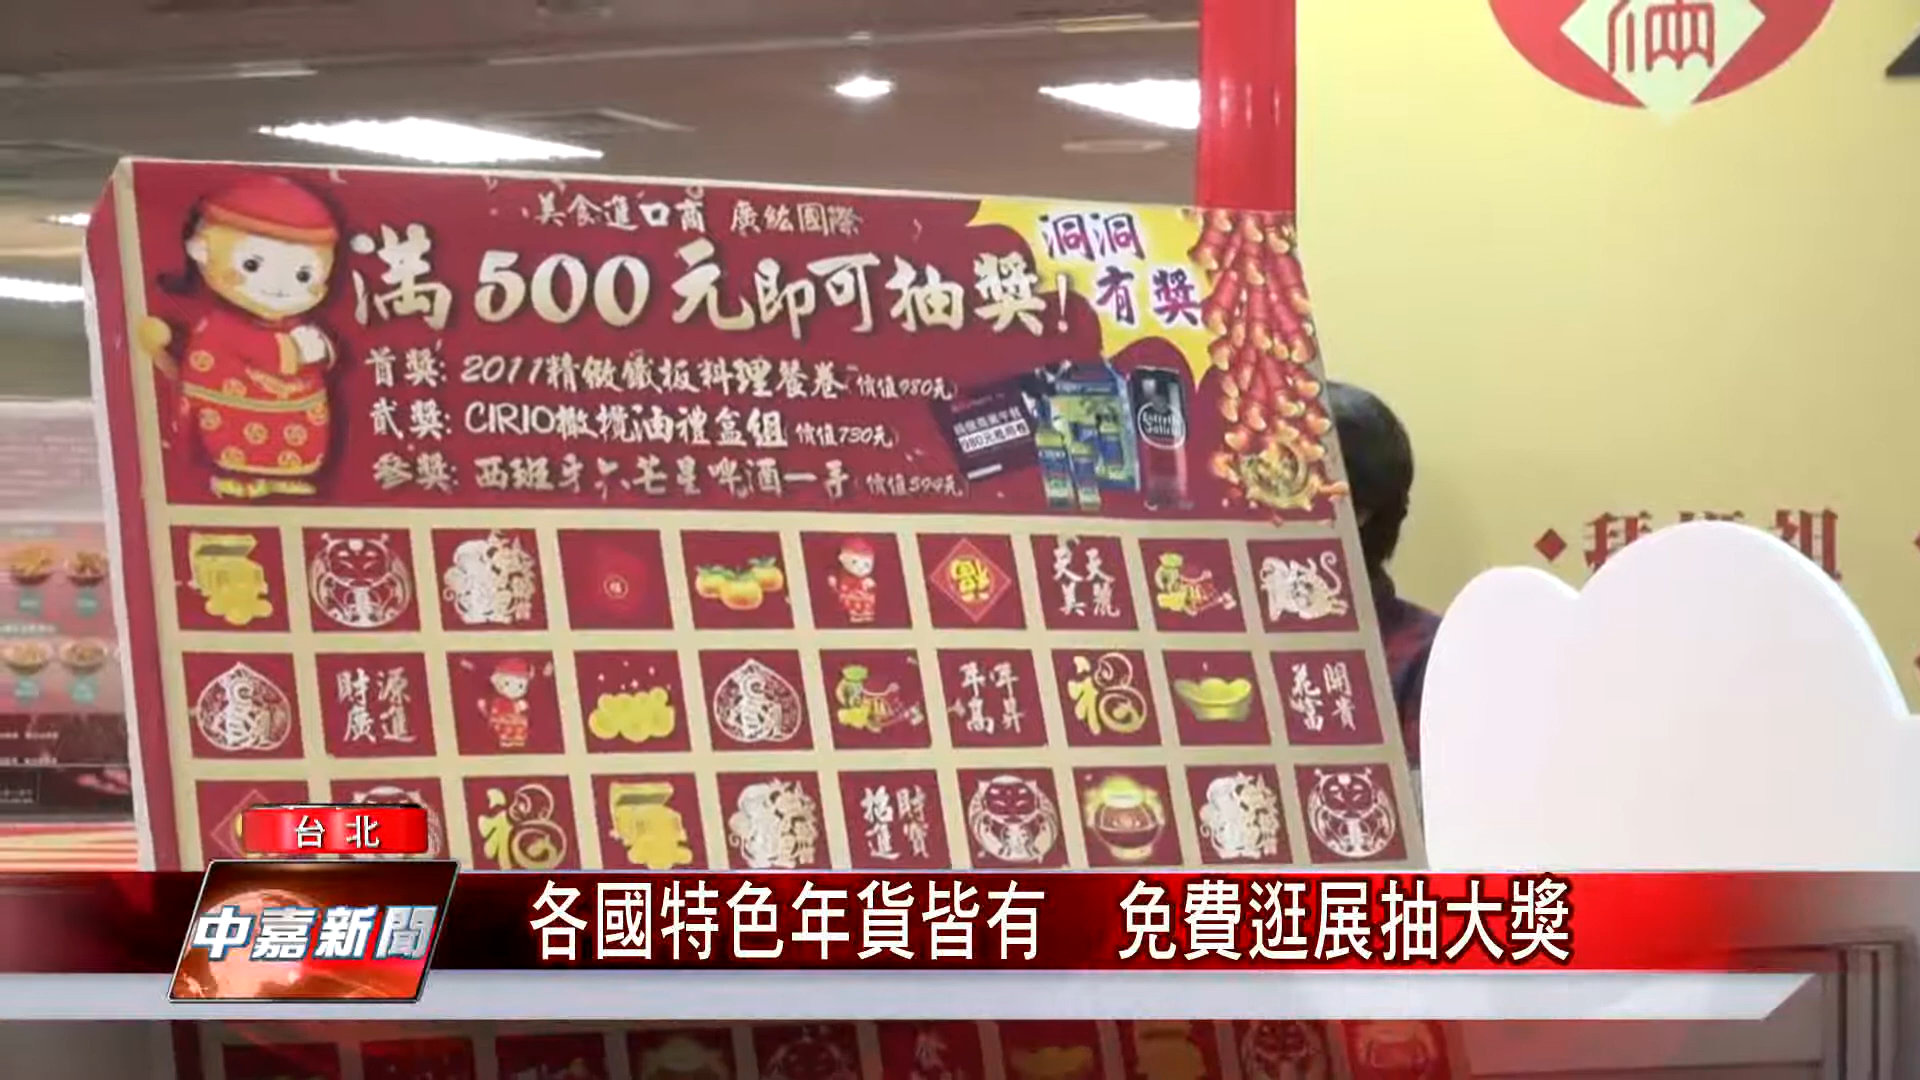 美食進口商 廣紘國際
滿500元即可抽獎!
洞洞
有獎
首獎: 2011精緻鐵板料理餐卷(價值980元)
貳獎: CIRIO橄欖油禮盒組(價值730元)
參獎: 西班牙六芒星啤酒一手(價值594元)
福
財源
廣進
年年
高昇
福
花開
富貴
福
招財
進寶
台北
中嘉新聞
各國特色年貨皆有 免費逛展抽大獎